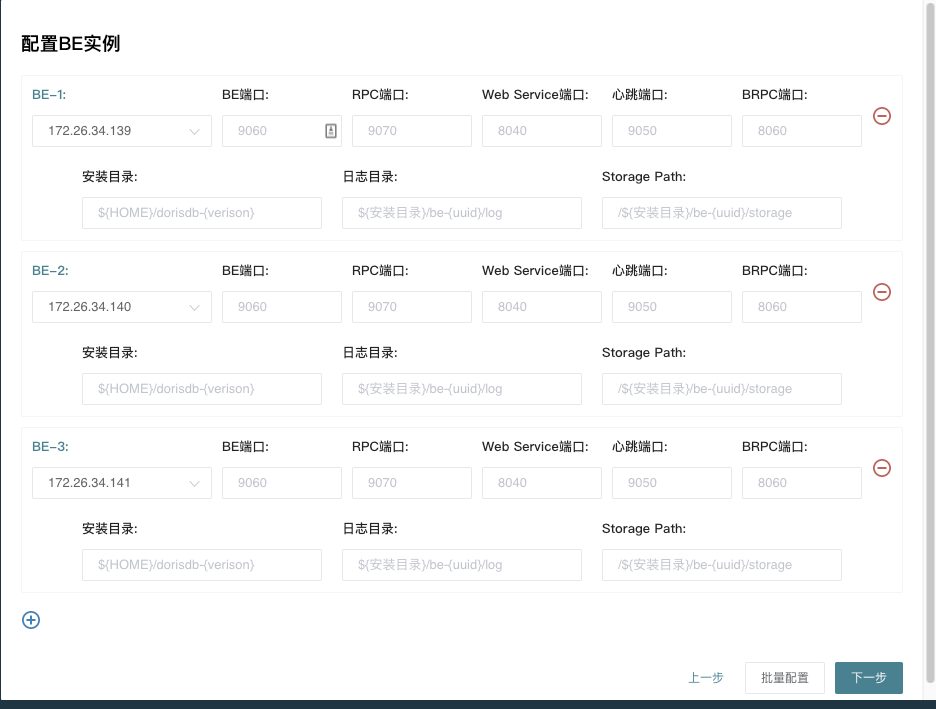 配置BE实例
BE-1: BE端口: RPC端口: Web Service端口: 心跳端口: BRPC端口:
172.26.34.139 9060 9070 8040 9050 8060
安装目录: 日志目录: Storage Path:
${HOME}/dorisdb-{verison} ${安装目录}/be-{uuid}/log /${安装目录}/be-{uuid}/storage
BE-2: BE端口: RPC端口: Web Service端口: 心跳端口: BRPC端口:
172.26.34.140 9060 9070 8040 9050 8060
安装目录: 日志目录: Storage Path:
${HOME}/dorisdb-{verison} ${安装目录}/be-{uuid}/log /${安装目录}/be-{uuid}/storage
BE-3: BE端口: RPC端口: Web Service端口: 心跳端口: BRPC端口:
172.26.34.141 9060 9070 8040 9050 8060
安装目录: 日志目录: Storage Path:
${HOME}/dorisdb-{verison} ${安装目录}/be-{uuid}/log /${安装目录}/be-{uuid}/storage
上一步 批量配置 下一步